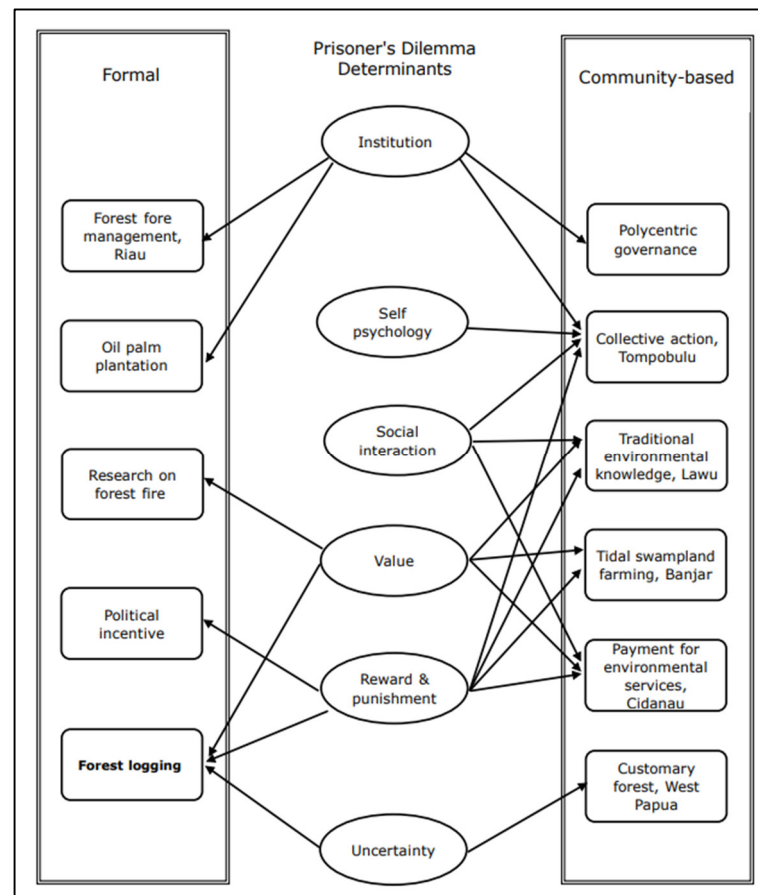 Formal
Forest fore
management,
Riau
Oil palm
plantation
Research on
forest fire
Political
incentive
Forest logging
Prisoner's Dilemma
Determinants
Institution
Self
psychology
Social
interaction
Value
Reward &
punishment
Uncertainty
Community-based
Polycentric
governance
Collective action,
Tompobulu
Traditional
environmental
knowledge, Lawu
Tidal swampland
farming, Banjar
Payment for
environmental
services,
Cidanau
Customary
forest, West
Papua